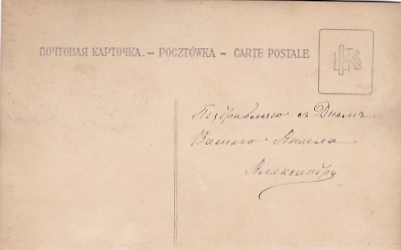 ПОЧТОВАЯ КАРТОЧКА. — POCZTÓWKA — CARTE POSTALE
Поздравляю съ Днемъ
Вашего Ангела
Александру